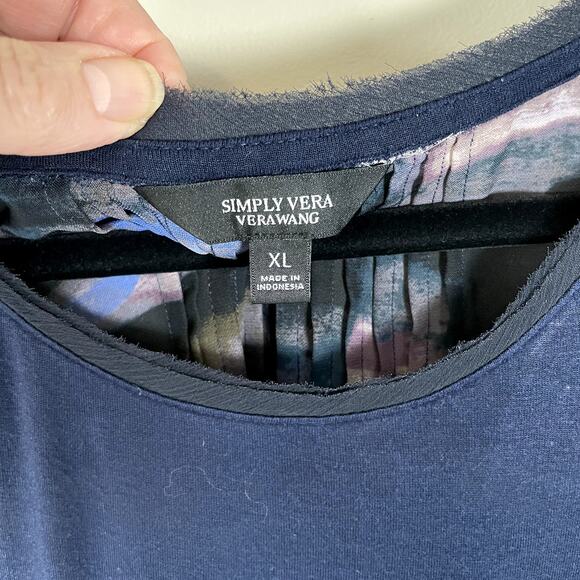 SIMPLY VERA
VERAWANG
XL
MADE IN
INDONESIA